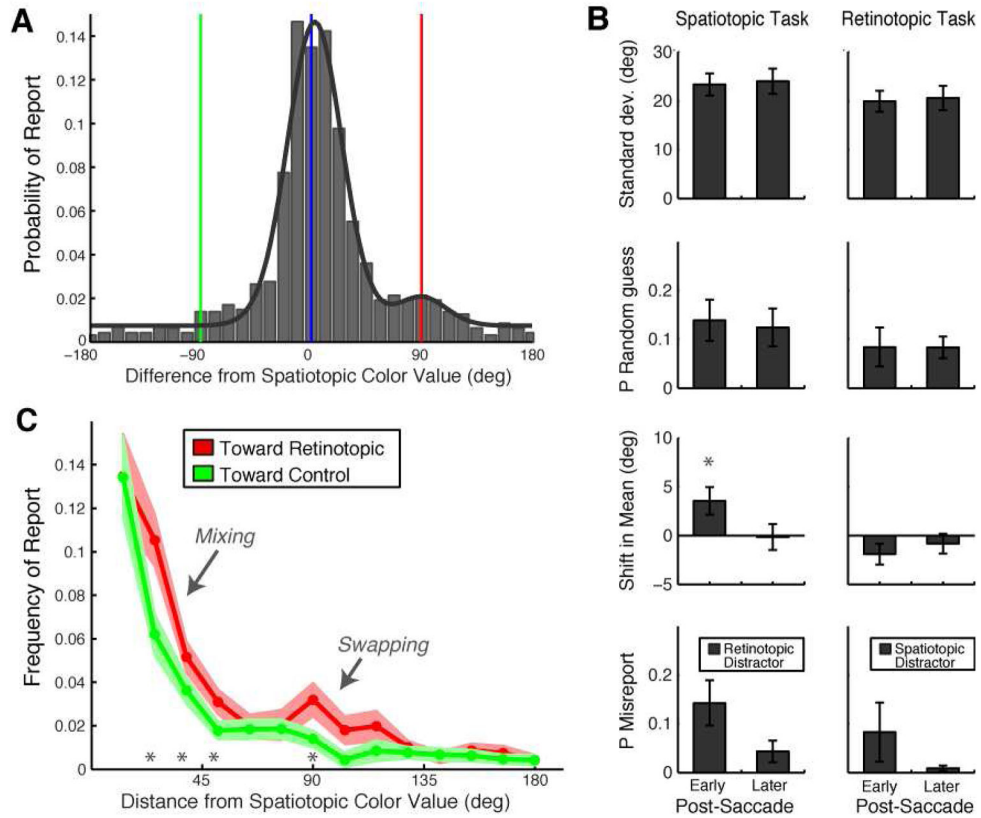 A
Probability of Report
0.14
0.12
0.1
0.08
0.06
0.04
0.02
0
−180
−90
0
90
180
Difference from Spatiotopic Color Value (deg)
B
Spatiotopic Task
Retinotopic Task
Standard dev. (deg)
30
20
10
0
P Random guess
0.2
0.1
0
Shift in Mean (deg)
10
5
0
−5
*
P Misreport
0.2
0.1
0
Retinotopic
Distractor
Spatiotopic
Distractor
Early
Later
Early
Later
Post-Saccade
Post-Saccade
C
Toward Retinotopic
Toward Control
Frequency of Report
0.14
0.12
0.1
0.08
0.06
0.04
0.02
0
Mixing
Swapping
* * * *
45
90
135
180
Distance from Spatiotopic Color Value (deg)